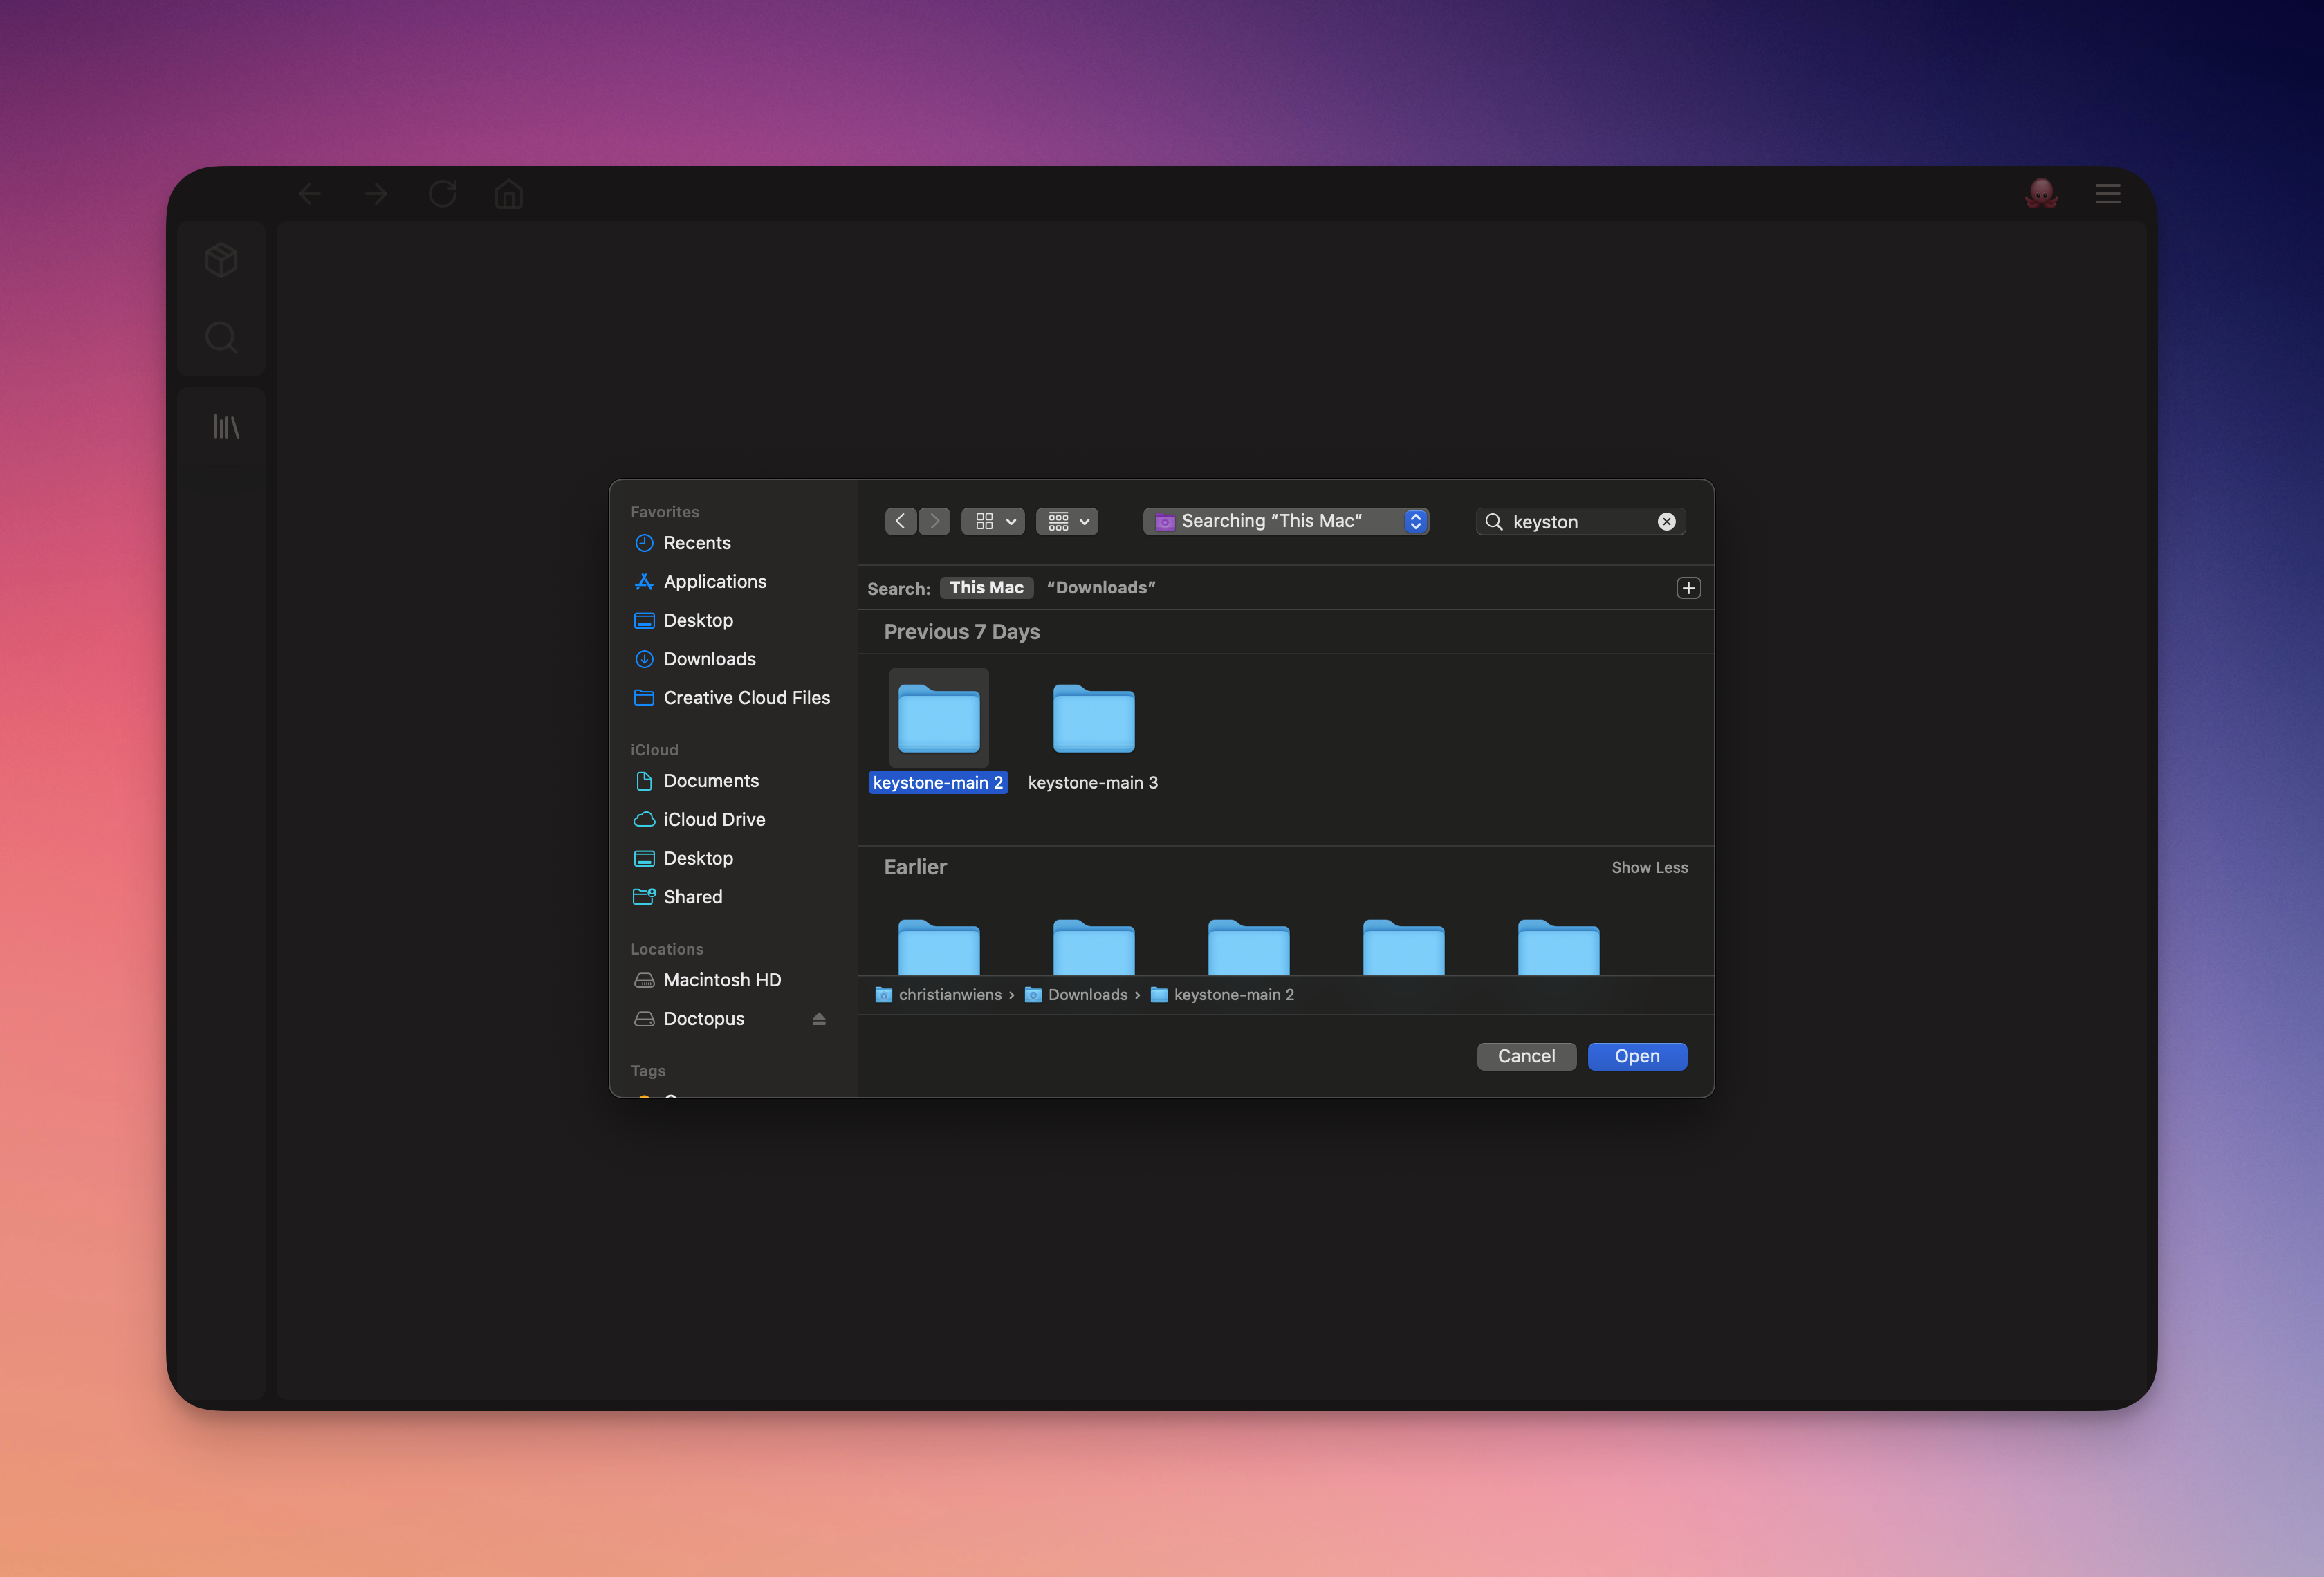 Favorites
Recents
Applications
Desktop
Downloads
Creative Cloud Files
iCloud
Documents
iCloud Drive
Desktop
Shared
Locations
Macintosh HD
Doctopus
Tags
Searching “This Mac”
keyston
Search: This Mac “Downloads”
Previous 7 Days
keystone-main 2
keystone-main 3
Earlier
Show Less
christianwiens › Downloads › keystone-main 2
Cancel
Open